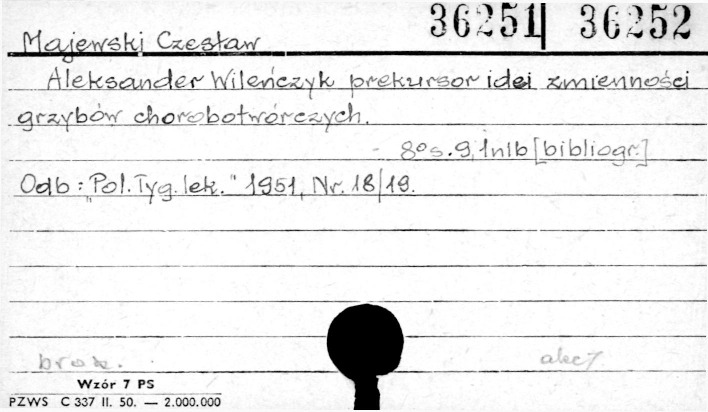 36251 36252
Majewski Czesław
Aleksander Wileńczyk prekursor idei zmienności
grzybów chorobotwórczych.
- 8° s. 9, 1nlb [bibliogr.]
Odb: "Pol. Tyg. lek." 1951, Nr. 18/19.
brosz.
Wzór 7 PS
PZWS C 337 II. 50. — 2.000.000